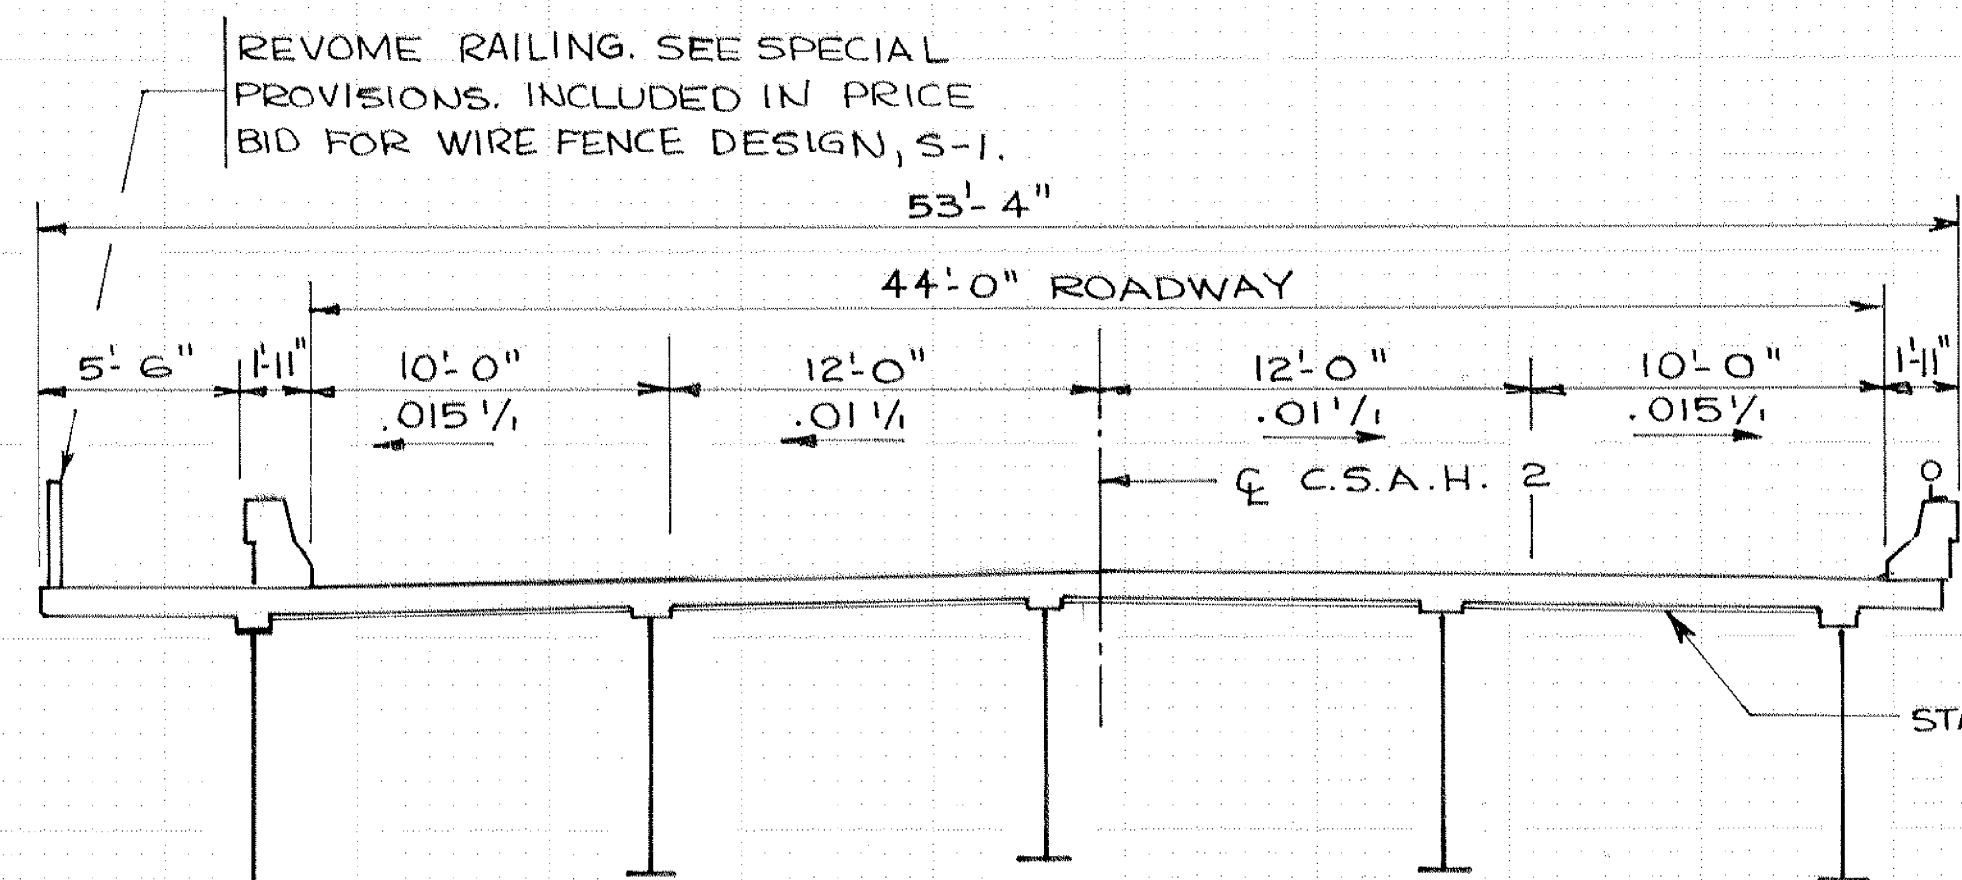 REVOME RAILING. SEE SPECIAL
PROVISIONS. INCLUDED IN PRICE
BID FOR WIRE FENCE DESIGN, S-1.
53'-4"
44'-0" ROADWAY
5'-6" 1'-11" 10'-0" 12'-0" 12'-0" 10'-0" 1'-11"
.015 '/1 .01 '/1 .01 '/1 .015 '/1
℄ C.S.A.H. 2
STA